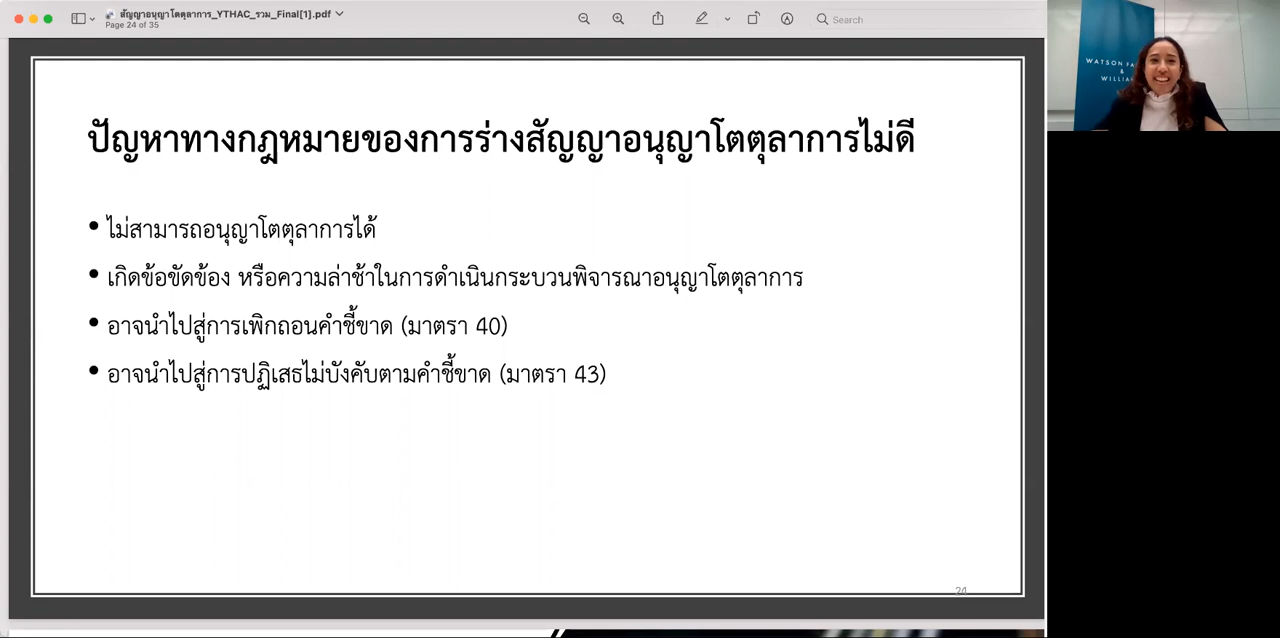 สัญญาอนุญาโตตุลาการ_YTHAC_รวม_Final[1].pdf
Page 24 of 35
Search
ปัญหาทางกฎหมายของการร่างสัญญาอนุญาโตตุลาการไม่ดี
• ไม่สามารถอนุญาโตตุลาการได้
• เกิดข้อขัดข้อง หรือความล่าช้าในการดำเนินกระบวนพิจารณาอนุญาโตตุลาการ
• อาจนำไปสู่การเพิกถอนคำชี้ขาด (มาตรา 40)
• อาจนำไปสู่การปฏิเสธไม่บังคับตามคำชี้ขาด (มาตรา 43)
24
WATSON FA
&
WILLIA